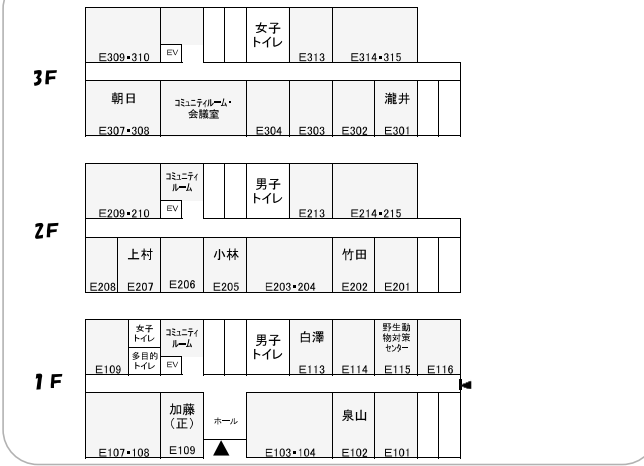 3F
女子
トイレ
E309▪310
EV
E313
E314▪315
朝日
コミュニティルーム・
会議室
瀧井
E307▪308
E304
E303
E302
E301
2F
コミュニティ
ルーム
男子
トイレ
E209▪210
EV
E213
E214▪215
上村
小林
竹田
E208
E207
E206
E205
E203▪204
E202
E201
1F
女子
トイレ
コミュニティ
ルーム
男子
トイレ
白澤
野生動
物対策
センター
多目的
トイレ
EV
E109
E113
E114
E115
E116
加藤
(正)
ホール
泉山
E107▪108
E109
E103▪104
E102
E101